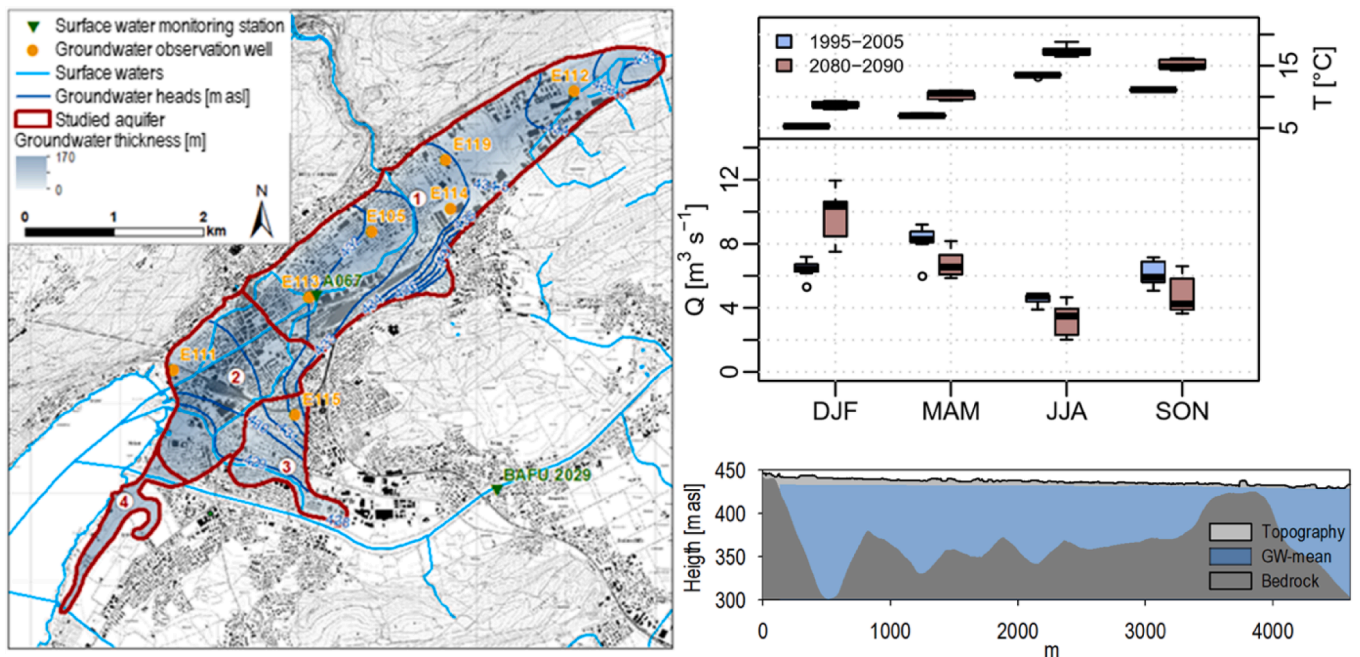 Surface water monitoring station
Groundwater observation well
Surface waters
Groundwater heads [m asl]
Studied aquifer
Groundwater thickness [m]
170
0
N
0 1 2
km
E112
E119
1
E114
E105
E113
A067
E111
2
E115
3
BAFU 2029
4
438
1995−2005
2080−2090
15
5
T [°C]
12
8
4
0
Q [m³ s⁻¹]
DJF MAM JJA SON
450
400
350
300
Heigth [m asl]
Topography
GW-mean
Bedrock
0 1000 2000 3000 4000
m